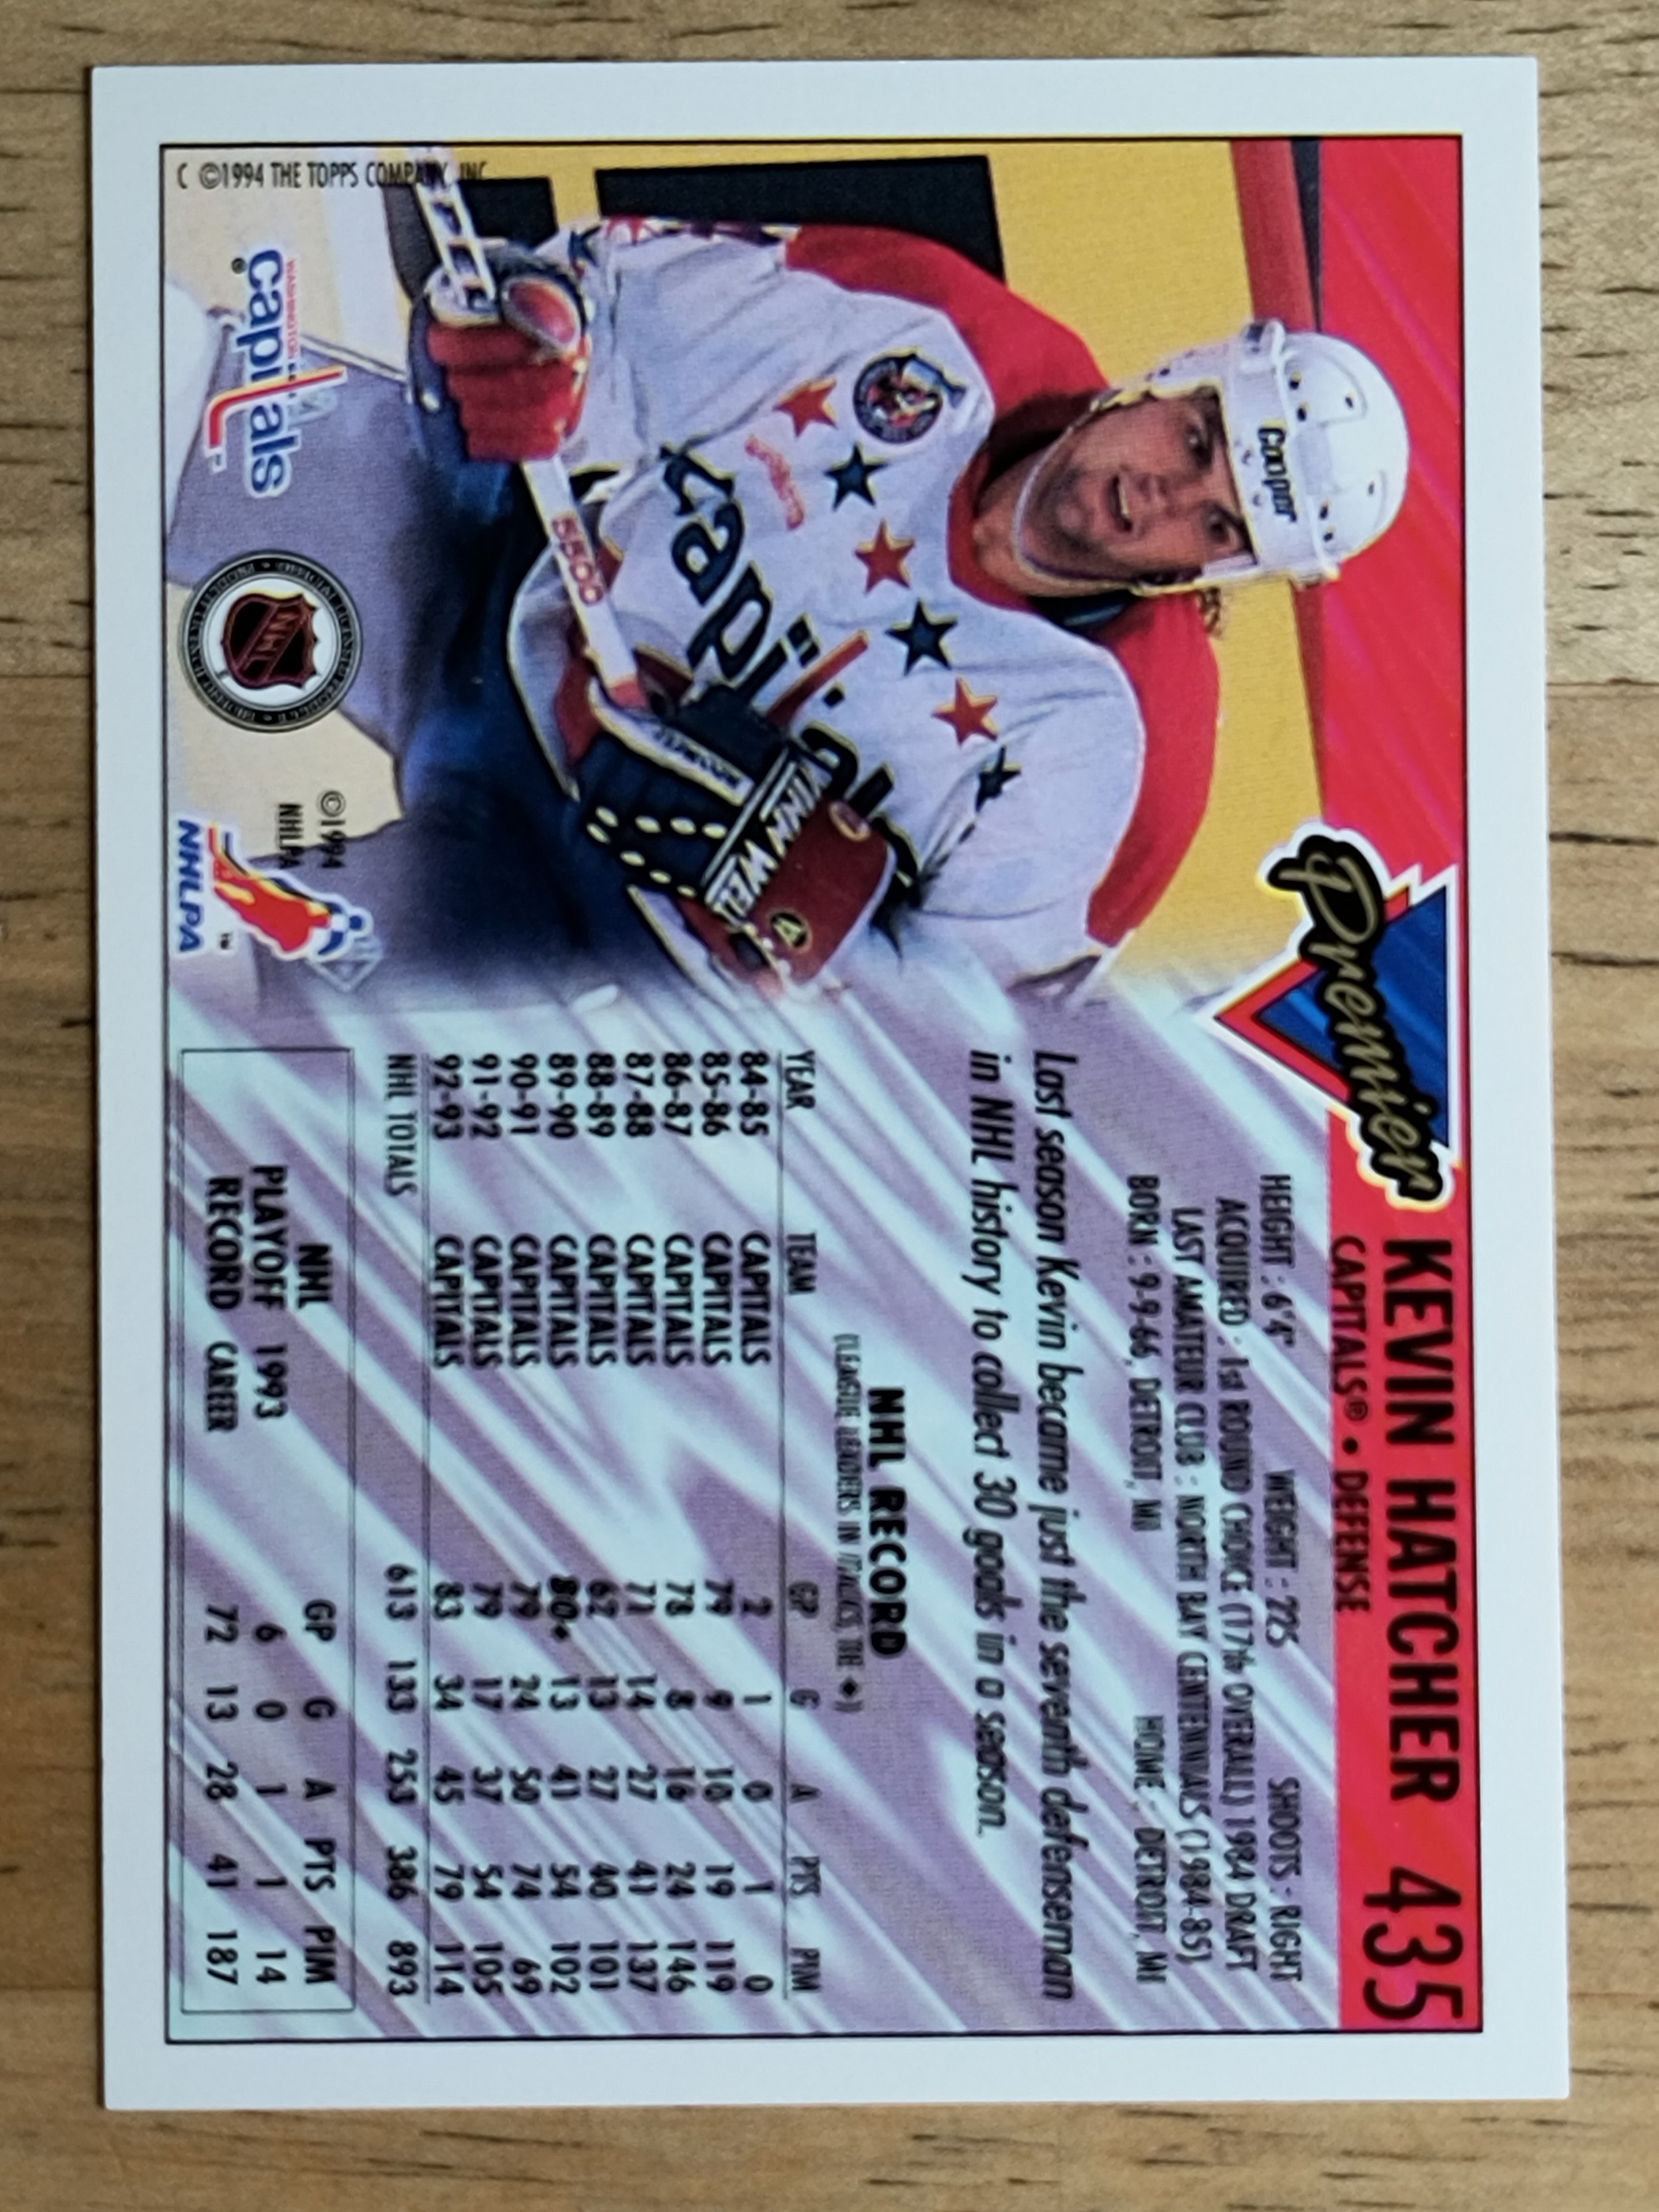 Premier
KEVIN HATCHER 435
CAPITALS® • DEFENSE
HEIGHT : 6'4" WEIGHT : 225 SHOOTS : RIGHT
ACQUIRED : 1st ROUND CHOICE (17th OVERALL) 1984 DRAFT
LAST AMATEUR CLUB : NORTH BAY CENTENNIALS (1984-85)
BORN : 9-9-66, DETROIT, MI HOME : DETROIT, MI
Last season Kevin became just the seventh defenseman
in NHL history to collect 30 goals in a season.
NHL RECORD
(LEAGUE LEADERS IN ITALICS, TIE ◆)
YEAR TEAM GP G A PTS PIM
84-85 CAPITALS 2 1 0 1 0
85-86 CAPITALS 79 9 10 19 119
86-87 CAPITALS 78 8 16 24 146
87-88 CAPITALS 71 14 27 41 137
88-89 CAPITALS 62 13 27 40 101
89-90 CAPITALS 80◆ 13 41 54 102
90-91 CAPITALS 79 24 50 74 69
91-92 CAPITALS 79 17 37 54 105
92-93 CAPITALS 83 34 45 79 114
NHL TOTALS 613 133 253 386 893
NHL GP G A PTS PIM
PLAYOFF 1993 6 0 1 1 14
RECORD CAREER 72 13 28 41 187
Cooper
capitals
5500
WINNWELL
C ©1994 THE TOPPS COMPANY, INC.
WASHINGTON
capitals
®
NHL
©1994
NHLPA
NHLPA
™